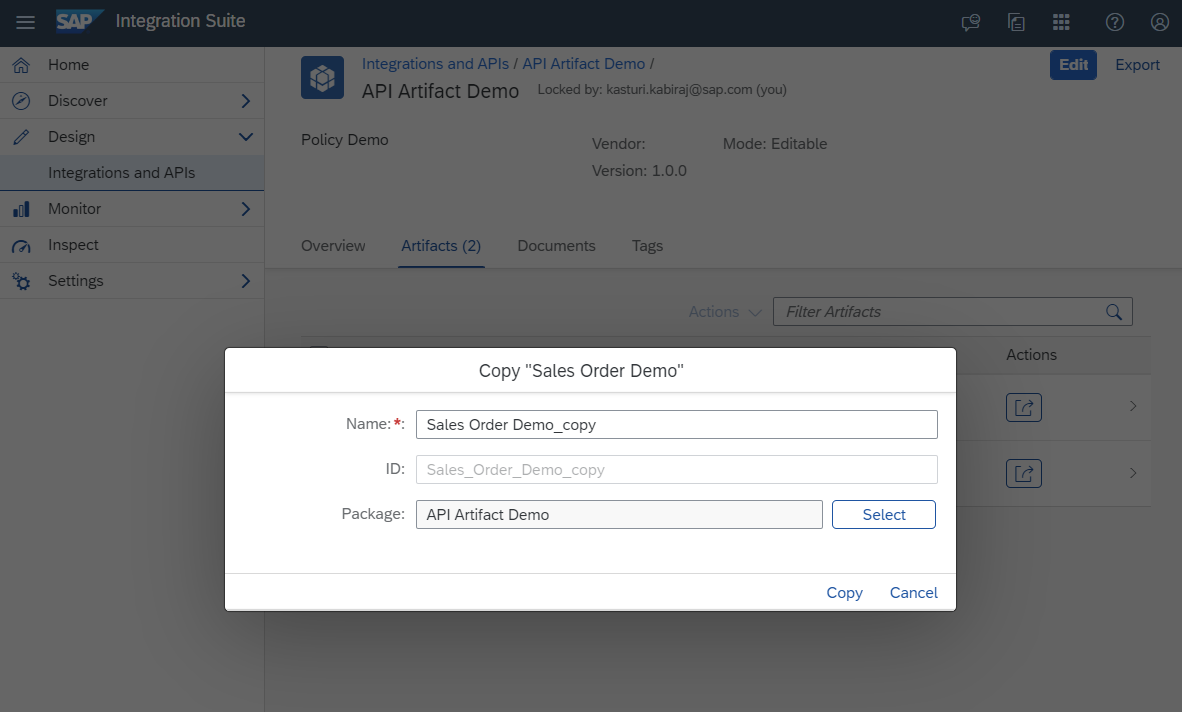 SAP Integration Suite
Home
Discover
Design
Integrations and APIs
Monitor
Inspect
Settings
Integrations and APIs / API Artifact Demo /
API Artifact Demo Locked by: kasturi.kabiraj@sap.com (you)
Edit Export
Policy Demo
Vendor: Mode: Editable
Version: 1.0.0
Overview Artifacts (2) Documents Tags
Actions Filter Artifacts
Actions
Copy "Sales Order Demo"
Name:*: Sales Order Demo_copy
ID: Sales_Order_Demo_copy
Package: API Artifact Demo Select
Copy Cancel